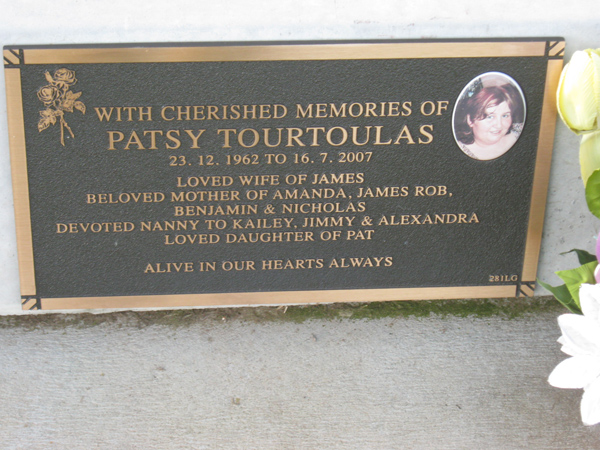 WITH CHERISHED MEMORIES OF
PATSY TOURTOULAS
23. 12. 1962 TO 16. 7. 2007
LOVED WIFE OF JAMES
BELOVED MOTHER OF AMANDA, JAMES ROB,
BENJAMIN & NICHOLAS
DEVOTED NANNY TO KAILEY, JIMMY & ALEXANDRA
LOVED DAUGHTER OF PAT
ALIVE IN OUR HEARTS ALWAYS
281LG